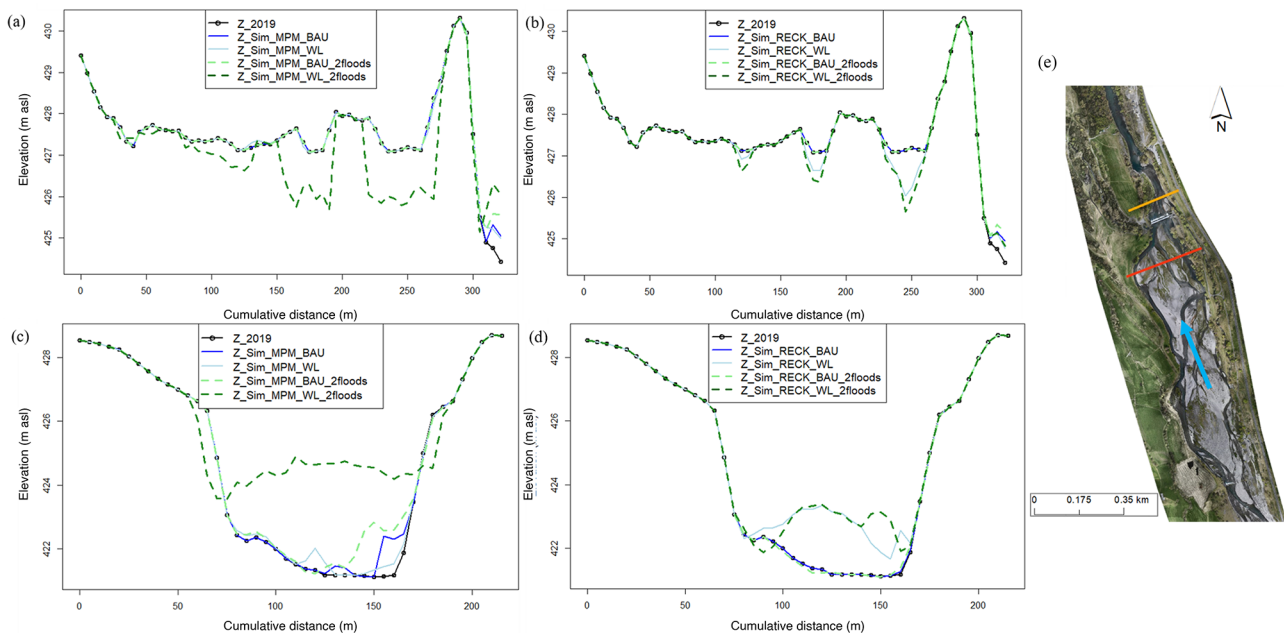 (a)
Z_2019
Z_Sim_MPM_BAU
Z_Sim_MPM_WL
Z_Sim_MPM_BAU_2floods
Z_Sim_MPM_WL_2floods
Elevation (m asl)
430
429
428
427
425
0 50 100 150 200 250 300
Cumulative distance (m)
(b)
Z_2019
Z_Sim_RECK_BAU
Z_Sim_RECK_WL
Z_Sim_RECK_BAU_2floods
Z_Sim_RECK_WL_2floods
Elevation (m asl)
430
429
428
427
425
0 50 100 150 200 250 300
Cumulative distance (m)
(c)
Z_2019
Z_Sim_MPM_BAU
Z_Sim_MPM_WL
Z_Sim_MPM_BAU_2floods
Z_Sim_MPM_WL_2floods
Elevation (m asl)
428
426
424
422
0 50 100 150 200
Cumulative distance (m)
(d)
Z_2019
Z_Sim_RECK_BAU
Z_Sim_RECK_WL
Z_Sim_RECK_BAU_2floods
Z_Sim_RECK_WL_2floods
Elevation (m asl)
428
426
424
422
0 50 100 150 200
Cumulative distance (m)
(e)
N
0 0.175 0.35 km